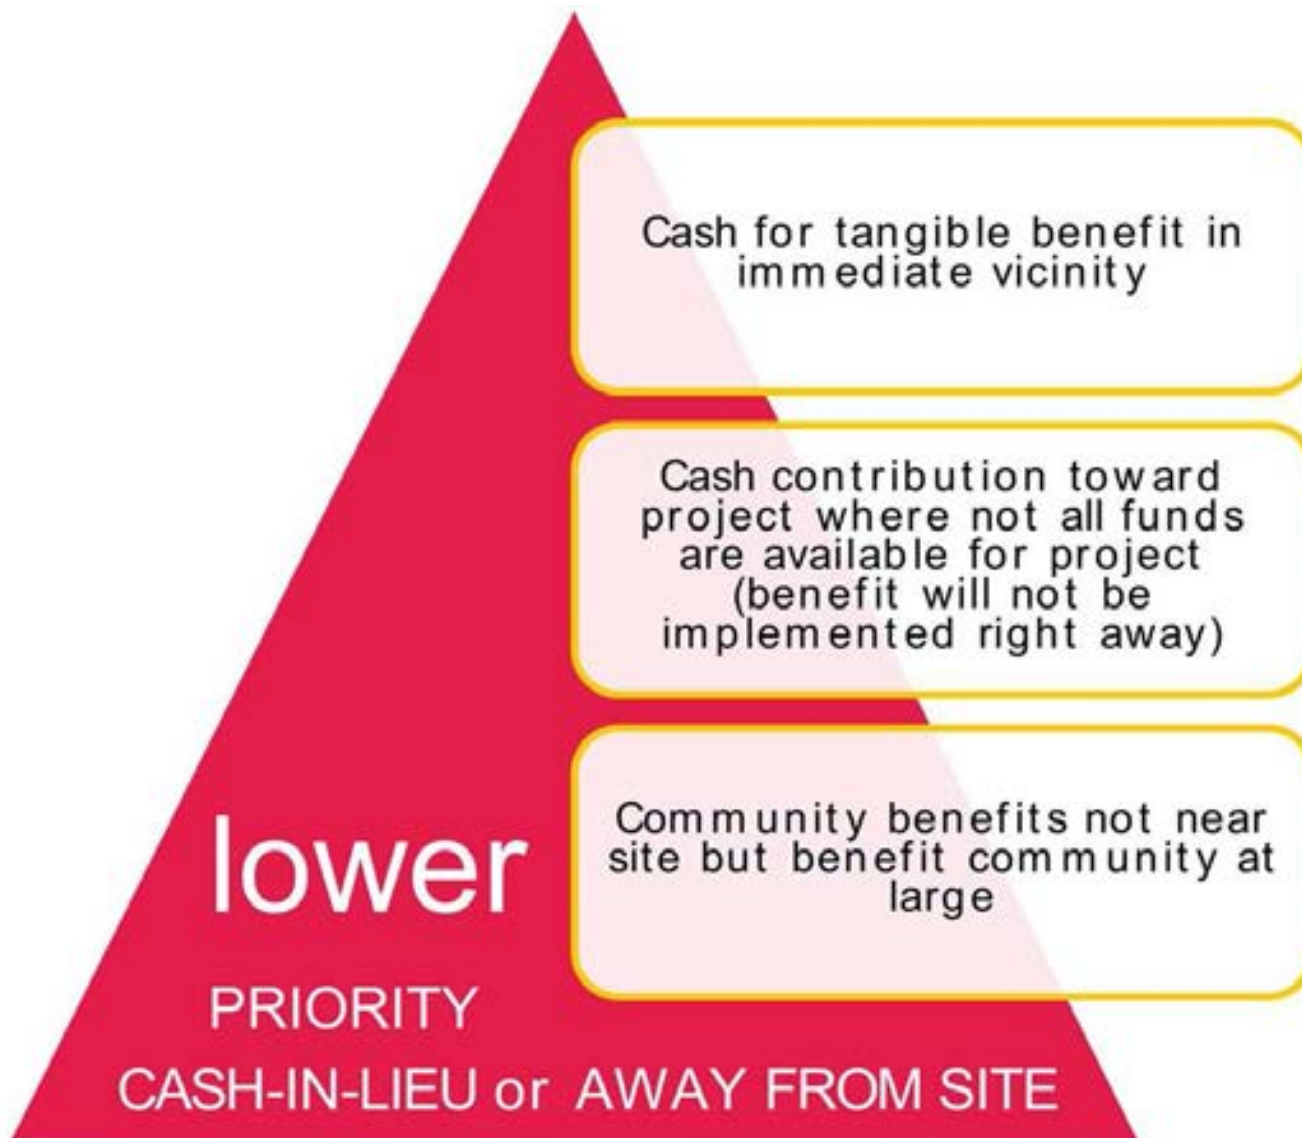 Cash for tangible benefit in
immediate vicinity
Cash contribution toward
project where not all funds
are available for project
(benefit will not be
implemented right away)
Community benefits not near
site but benefit community at
large
lower
PRIORITY
CASH-IN-LIEU or AWAY FROM SITE